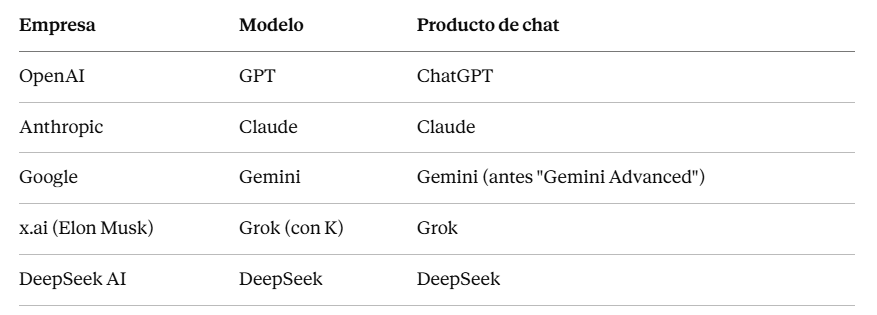 Empresa Modelo Producto de chat
OpenAI GPT ChatGPT
Anthropic Claude Claude
Google Gemini Gemini (antes "Gemini Advanced")
x.ai (Elon Musk) Grok (con K) Grok
DeepSeek AI DeepSeek DeepSeek